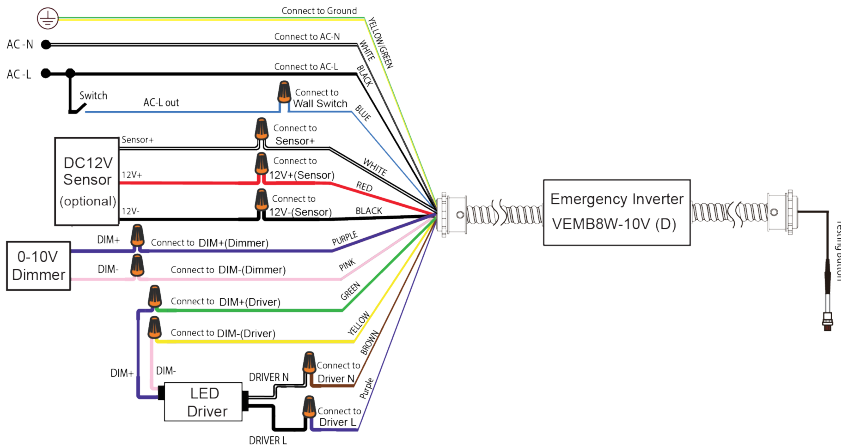 Connect to Ground
YELLOW/GREEN
AC-N
Connect to AC-N
WHITE
AC-L
Connect to AC-L
BLACK
Switch
AC-L out
Connect to
Wall Switch
BLUE
DC12V
Sensor
(optional)
Sensor+
Connect to
Sensor+
WHITE
12V+
Connect to
12V+(Sensor)
RED
12V-
Connect to
12V-(Sensor)
BLACK
Emergency Inverter
VEMB8W-10V (D)
Testing button
0-10V
Dimmer
DIM+
Connect to DIM+(Dimmer)
PURPLE
DIM-
Connect to DIM-(Dimmer)
PINK
Connect to DIM+(Driver)
GREEN
Connect to DIM-(Driver)
YELLOW
DIM+
DIM-
LED
Driver
DRIVER N
Connect to
Driver N
BROWN
DRIVER L
Connect to
Driver L
Purple